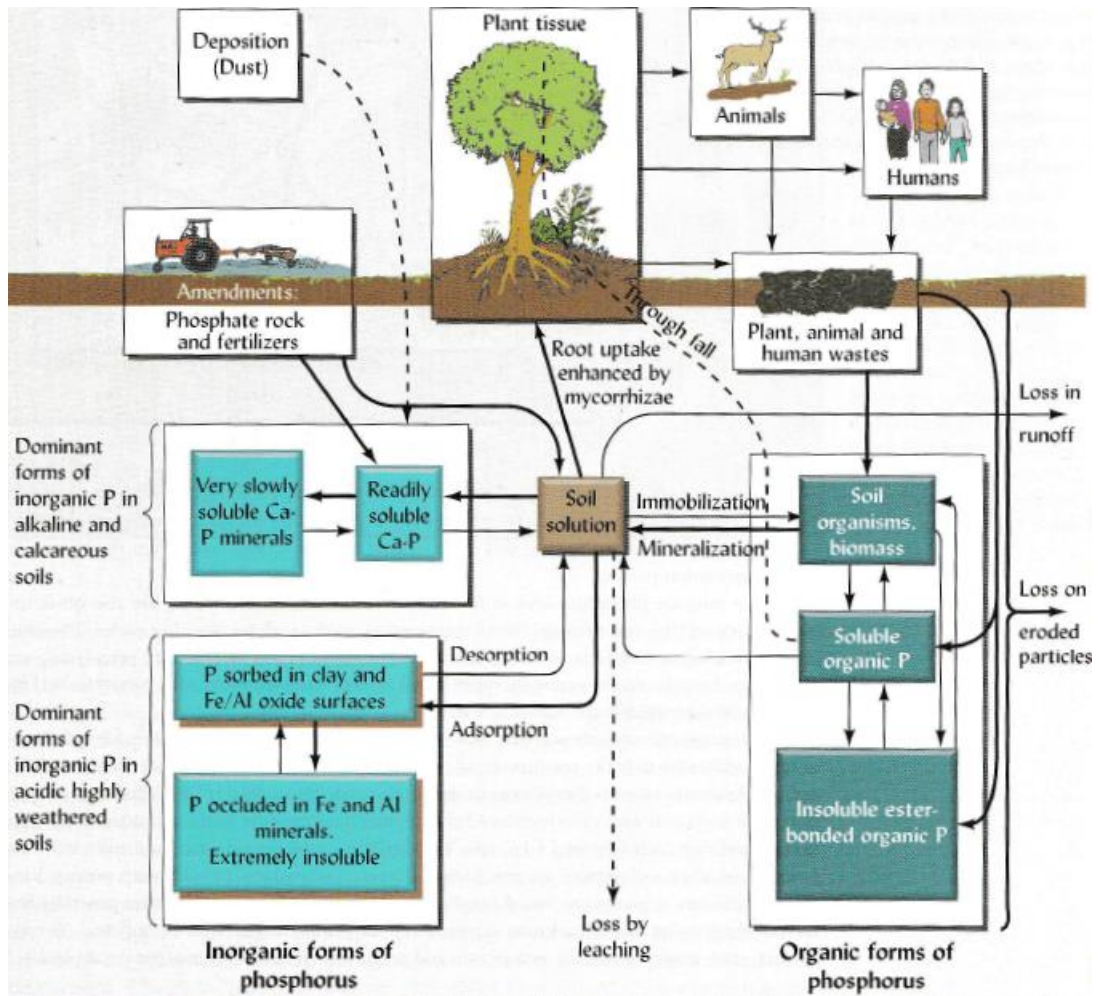 Deposition
(Dust)
Plant tissue
Animals
Humans
Amendments:
Phosphate rock
and fertilizers
Plant, animal and
human wastes
Through fall
Root uptake
enhanced by
mycorrhizae
Loss in
runoff
Dominant
forms of
inorganic P in
alkaline and
calcareous
soils
Very slowly
soluble Ca-
P minerals
Readily
soluble
Ca-P
Soil
solution
Immobilization
Mineralization
Soil
organisms,
biomass
Loss on
eroded
particles
Soluble
organic P
Desorption
Adsorption
P sorbed in clay and
Fe/Al oxide surfaces
Dominant
forms of
inorganic P in
acidic highly
weathered
soils
P occluded in Fe and Al
minerals.
Extremely insoluble
Insoluble ester-
bonded organic P
Loss by
leaching
Inorganic forms of
phosphorus
Organic forms of
phosphorus